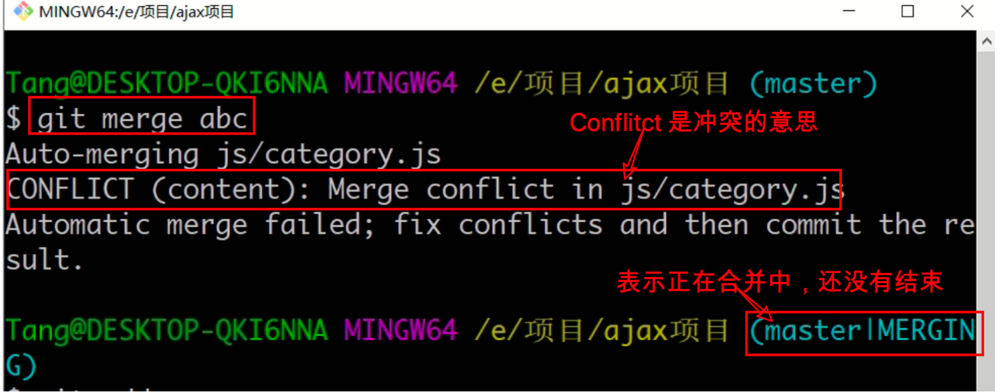 MINGW64:/e/项目/ajax项目
Tang@DESKTOP-QKI6NNA MINGW64 /e/项目/ajax项目 (master)
$ git merge abc
Conflitct 是冲突的意思
Auto-merging js/category.js
CONFLICT (content): Merge conflict in js/category.js
Automatic merge failed; fix conflicts and then commit the re
sult.
表示正在合并中，还没有结束
Tang@DESKTOP-QKI6NNA MINGW64 /e/项目/ajax项目 (master|MERGIN
G)